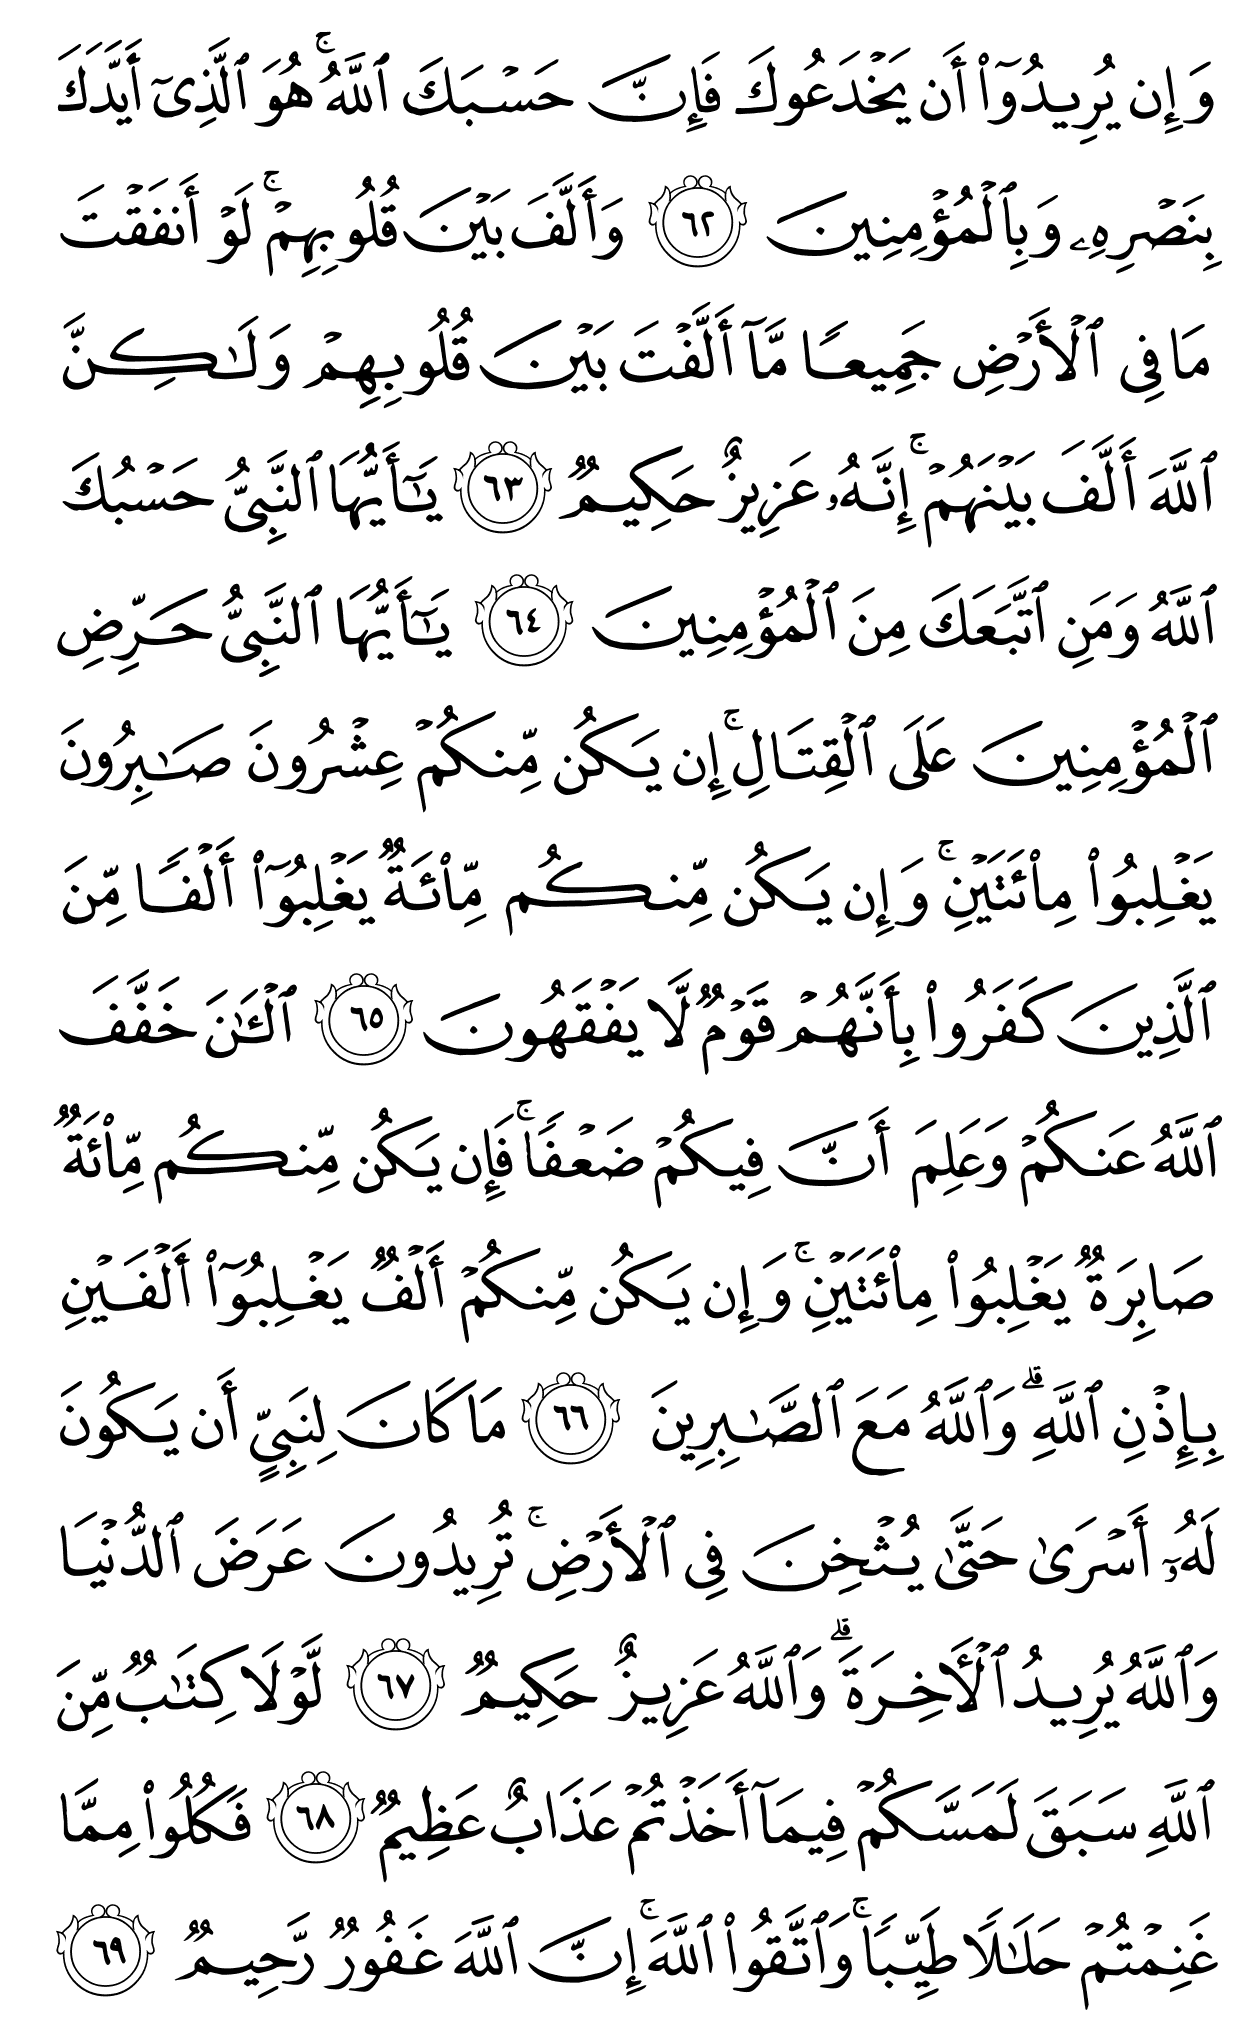 وَإِن يُرِيدُوٓا۟ أَن يَخْدَعُوكَ فَإِنَّ حَسْبَكَ ٱللَّهُ ۚ هُوَ ٱلَّذِىٓ أَيَّدَكَ
بِنَصْرِهِۦ وَبِٱلْمُؤْمِنِينَ ٦٢ وَأَلَّفَ بَيْنَ قُلُوبِهِمْ ۚ لَوْ أَنفَقْتَ
مَا فِى ٱلْأَرْضِ جَمِيعًا مَّآ أَلَّفْتَ بَيْنَ قُلُوبِهِمْ وَلَـٰكِنَّ
ٱللَّهَ أَلَّفَ بَيْنَهُمْ ۚ إِنَّهُۥ عَزِيزٌ حَكِيمٌ ٦٣ يَـٰٓأَيُّهَا ٱلنَّبِىُّ حَسْبُكَ
ٱللَّهُ وَمَنِ ٱتَّبَعَكَ مِنَ ٱلْمُؤْمِنِينَ ٦٤ يَـٰٓأَيُّهَا ٱلنَّبِىُّ حَرِّضِ
ٱلْمُؤْمِنِينَ عَلَى ٱلْقِتَالِ ۚ إِن يَكُن مِّنكُمْ عِشْرُونَ صَـٰبِرُونَ
يَغْلِبُوا۟ مِا۟ئَتَيْنِ ۚ وَإِن يَكُن مِّنكُم مِّا۟ئَةٌ يَغْلِبُوٓا۟ أَلْفًا مِّنَ
ٱلَّذِينَ كَفَرُوا۟ بِأَنَّهُمْ قَوْمٌ لَّا يَفْقَهُونَ ٦٥ ٱلْـَٔـٰنَ خَفَّفَ
ٱللَّهُ عَنكُمْ وَعَلِمَ أَنَّ فِيكُمْ ضَعْفًا ۚ فَإِن يَكُن مِّنكُم مِّا۟ئَةٌ
صَابِرَةٌ يَغْلِبُوا۟ مِا۟ئَتَيْنِ ۚ وَإِن يَكُن مِّنكُمْ أَلْفٌ يَغْلِبُوٓا۟ أَلْفَيْنِ
بِإِذْنِ ٱللَّهِ ۗ وَٱللَّهُ مَعَ ٱلصَّـٰبِرِينَ ٦٦ مَا كَانَ لِنَبِىٍّ أَن يَكُونَ
لَهُۥٓ أَسْرَىٰ حَتَّىٰ يُثْخِنَ فِى ٱلْأَرْضِ ۚ تُرِيدُونَ عَرَضَ ٱلدُّنْيَا
وَٱللَّهُ يُرِيدُ ٱلْـَٔاخِرَةَ ۗ وَٱللَّهُ عَزِيزٌ حَكِيمٌ ٦٧ لَّوْلَا كِتَـٰبٌ مِّنَ
ٱللَّهِ سَبَقَ لَمَسَّكُمْ فِيمَآ أَخَذْتُمْ عَذَابٌ عَظِيمٌ ٦٨ فَكُلُوا۟ مِمَّا
غَنِمْتُمْ حَلَـٰلًا طَيِّبًا ۚ وَٱتَّقُوا۟ ٱللَّهَ ۚ إِنَّ ٱللَّهَ غَفُورٌ رَّحِيمٌ ٦٩